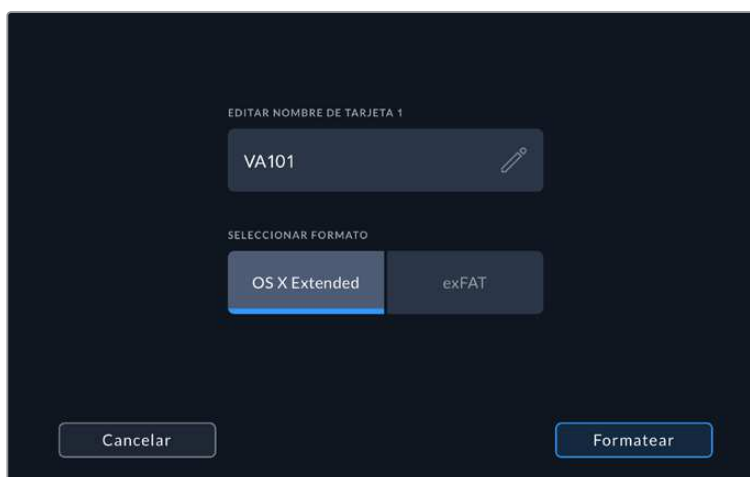 EDITAR NOMBRE DE TARJETA 1
VA101
SELECCIONAR FORMATO
OS X Extended exFAT
Cancelar Formatear